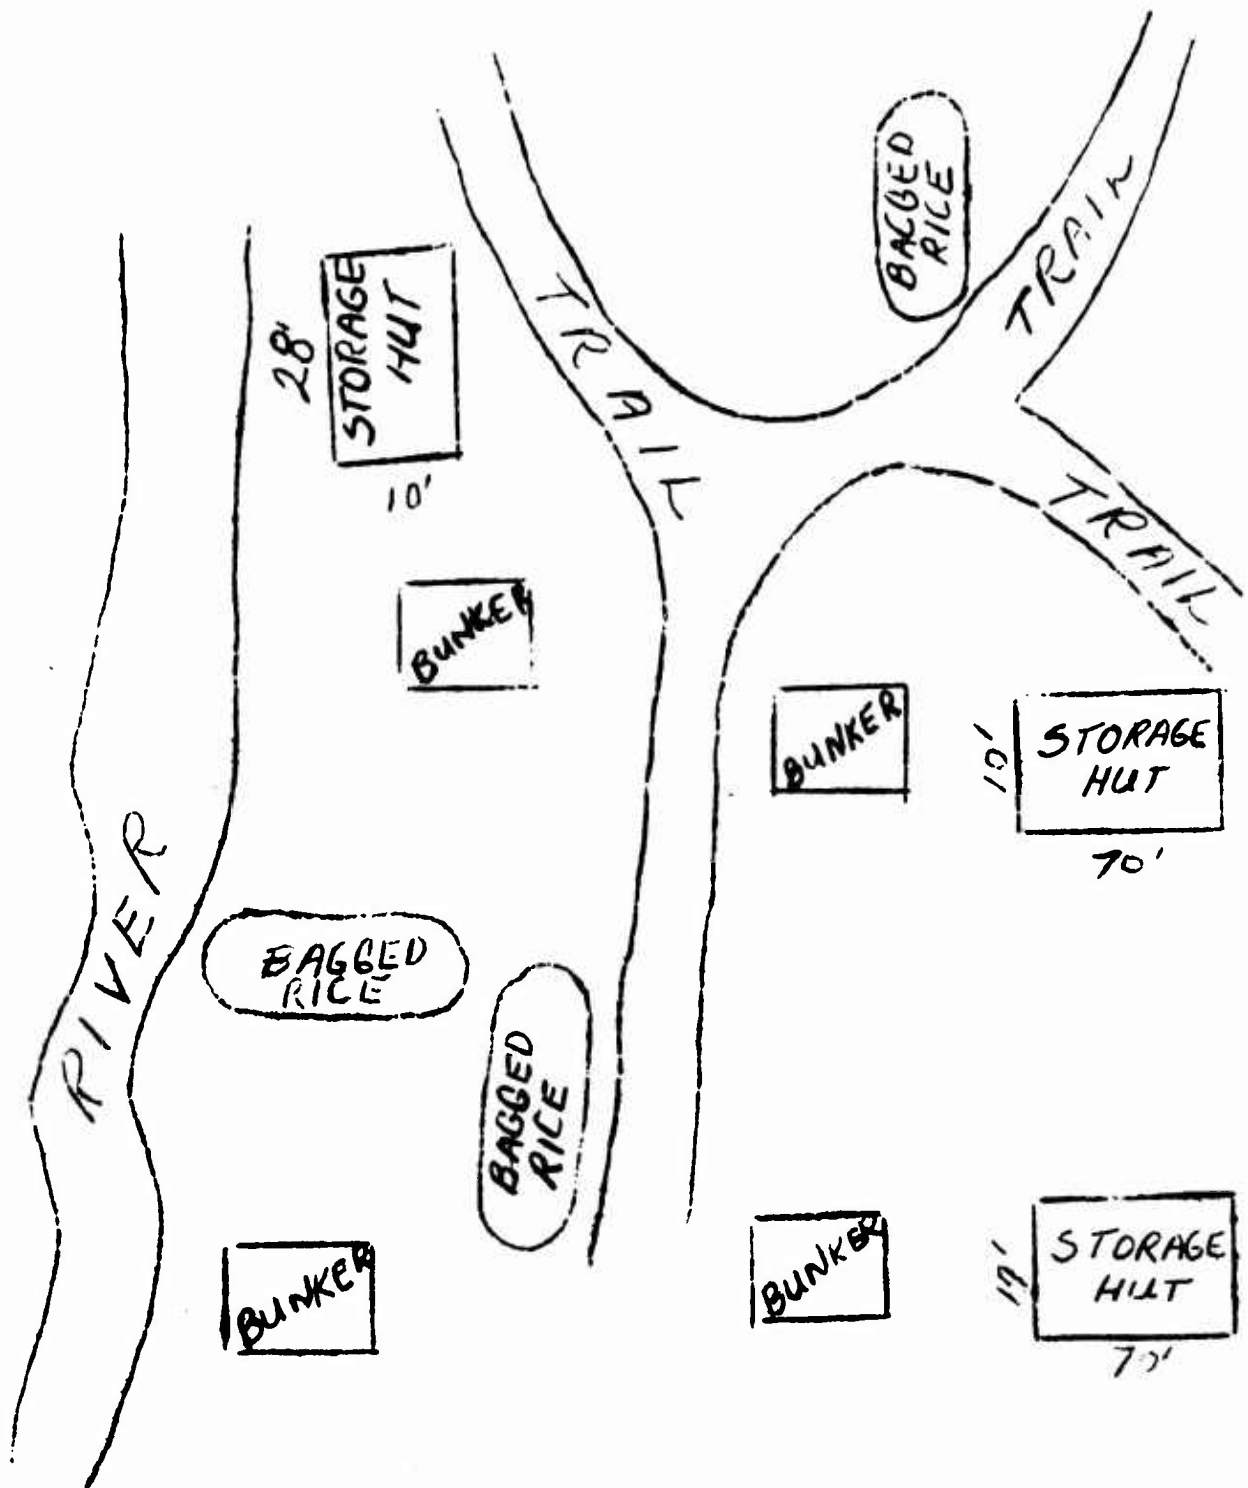 BAGGED
RICE
TRAIL
TRAIL
STORAGE
HUT
28'
10'
TRAIL
BUNKER
BUNKER
10'
STORAGE
HUT
70'
RIVER
BAGGED
RICE
BAGGED
RICE
BUNKER
BUNKER
STORAGE
HUT
70'